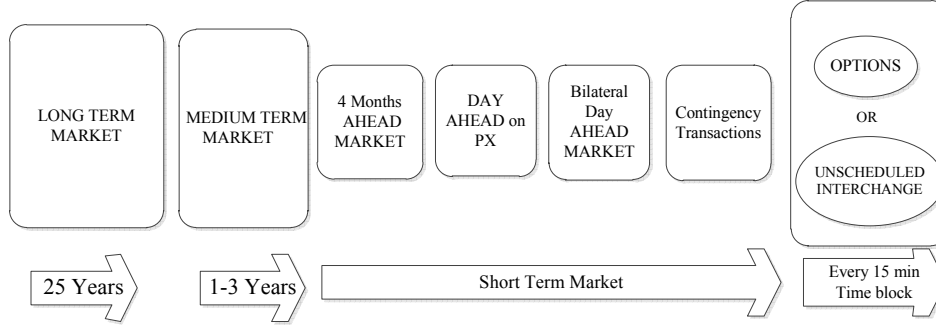 LONG TERM
MARKET
MEDIUM TERM
MARKET
4 Months
AHEAD
MARKET
DAY
AHEAD on
PX
Bilateral
Day
AHEAD
MARKET
Contingency
Transactions
OPTIONS
OR
UNSCHEDULED
INTERCHANGE
25 Years
1-3 Years
Short Term Market
Every 15 min
Time block